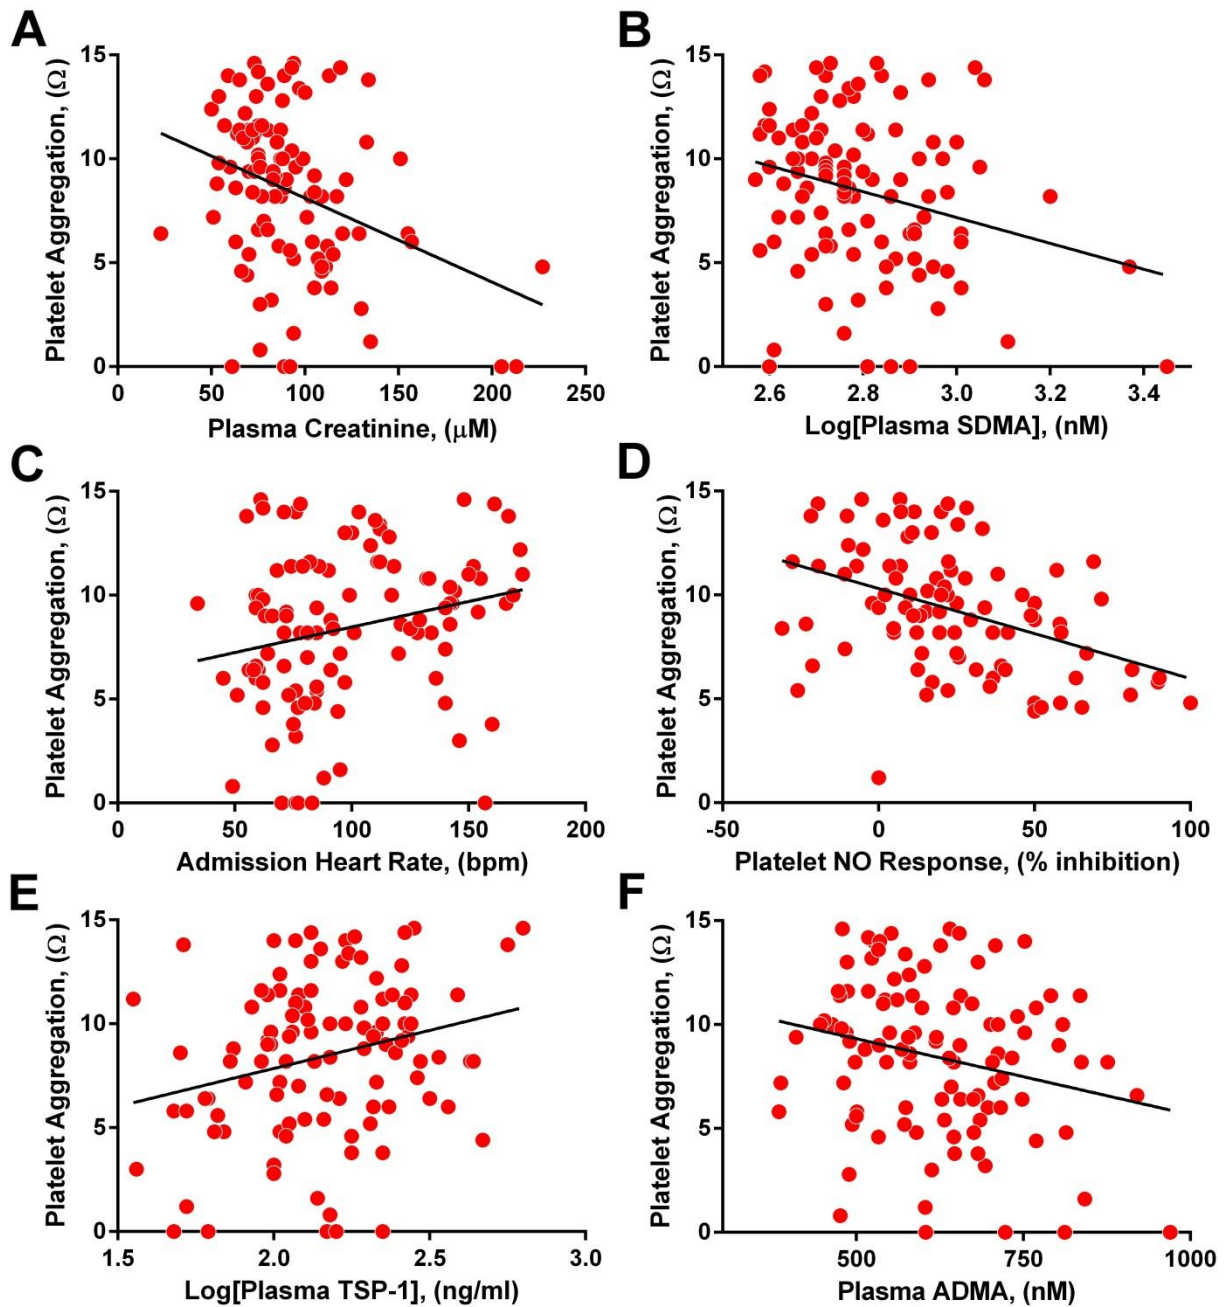 A
B
Platelet Aggregation, (Ω)
15
10
5
0
0 50 100 150 200 250
Plasma Creatinine, (μM)
Platelet Aggregation, (Ω)
15
10
5
0
2.6 2.8 3.0 3.2 3.4
Log[Plasma SDMA], (nM)
C
D
Platelet Aggregation, (Ω)
15
10
5
0
0 50 100 150 200
Admission Heart Rate, (bpm)
Platelet Aggregation, (Ω)
15
10
5
0
-50 0 50 100
Platelet NO Response, (% inhibition)
E
F
Platelet Aggregation, (Ω)
15
10
5
0
1.5 2.0 2.5 3.0
Log[Plasma TSP-1], (ng/ml)
Platelet Aggregation, (Ω)
15
10
5
0
500 750 1000
Plasma ADMA, (nM)